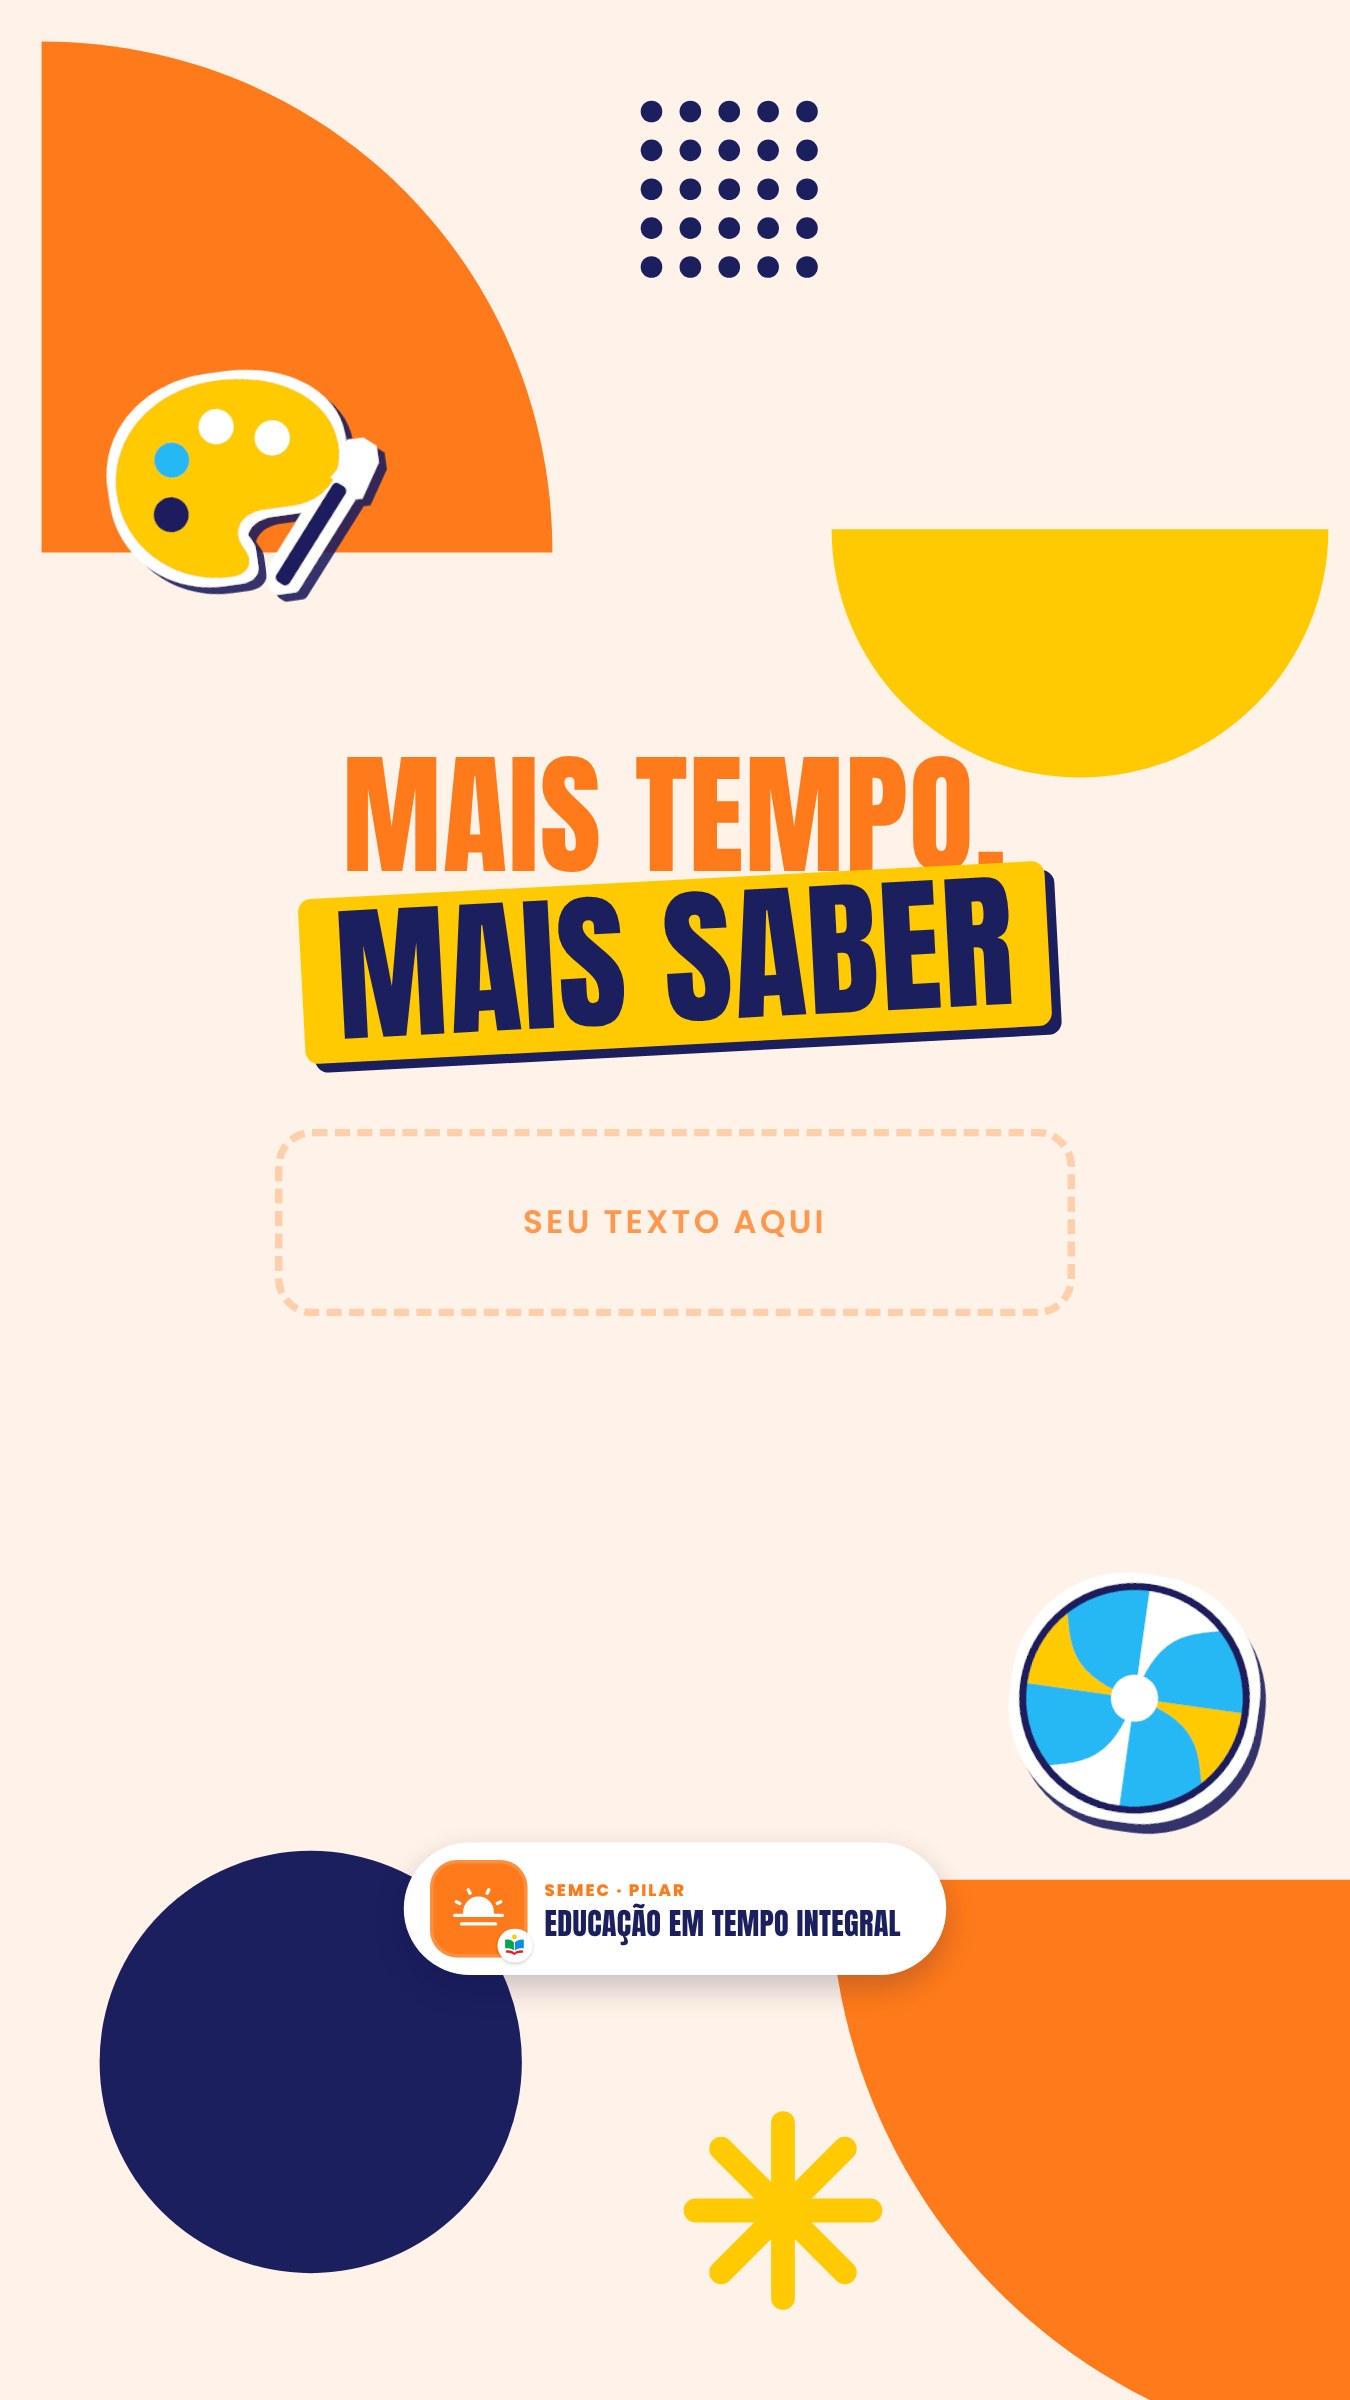 MAIS TEMPO.
MAIS SABER
SEU TEXTO AQUI
SEMEC · PILAR
EDUCAÇÃO EM TEMPO INTEGRAL